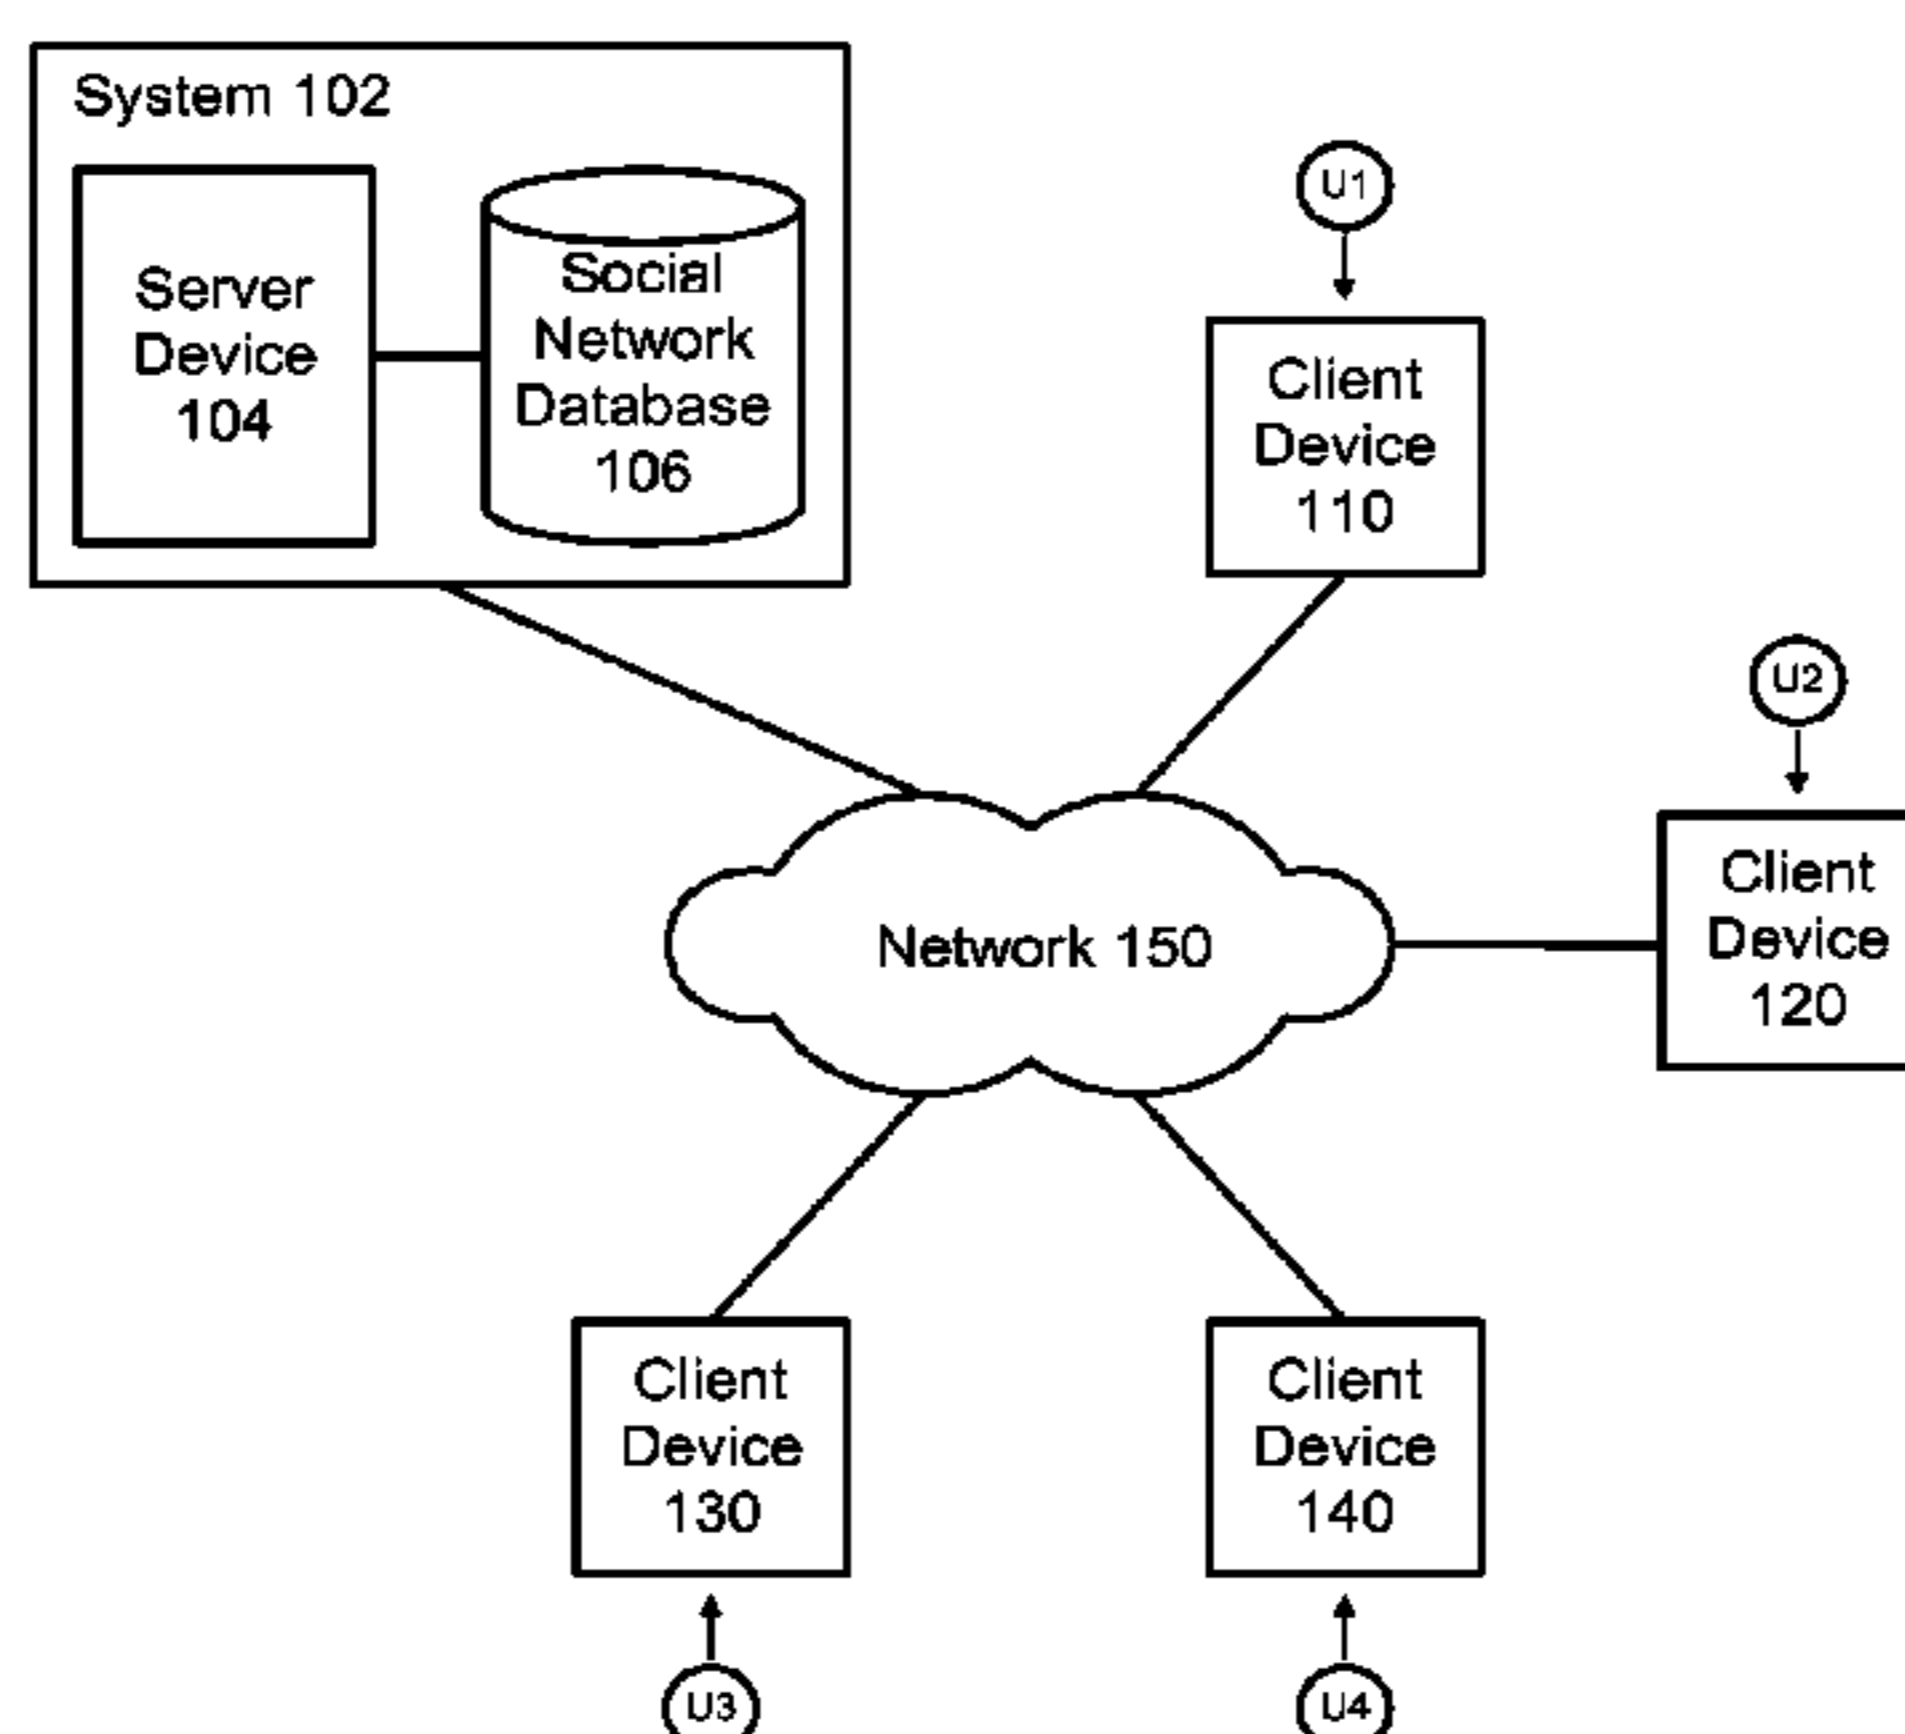 System 102
Server
Device
104
Social
Network
Database
106
U1
Client
Device
110
U2
Client
Device
120
Network 150
Client
Device
130
Client
Device
140
U3
U4